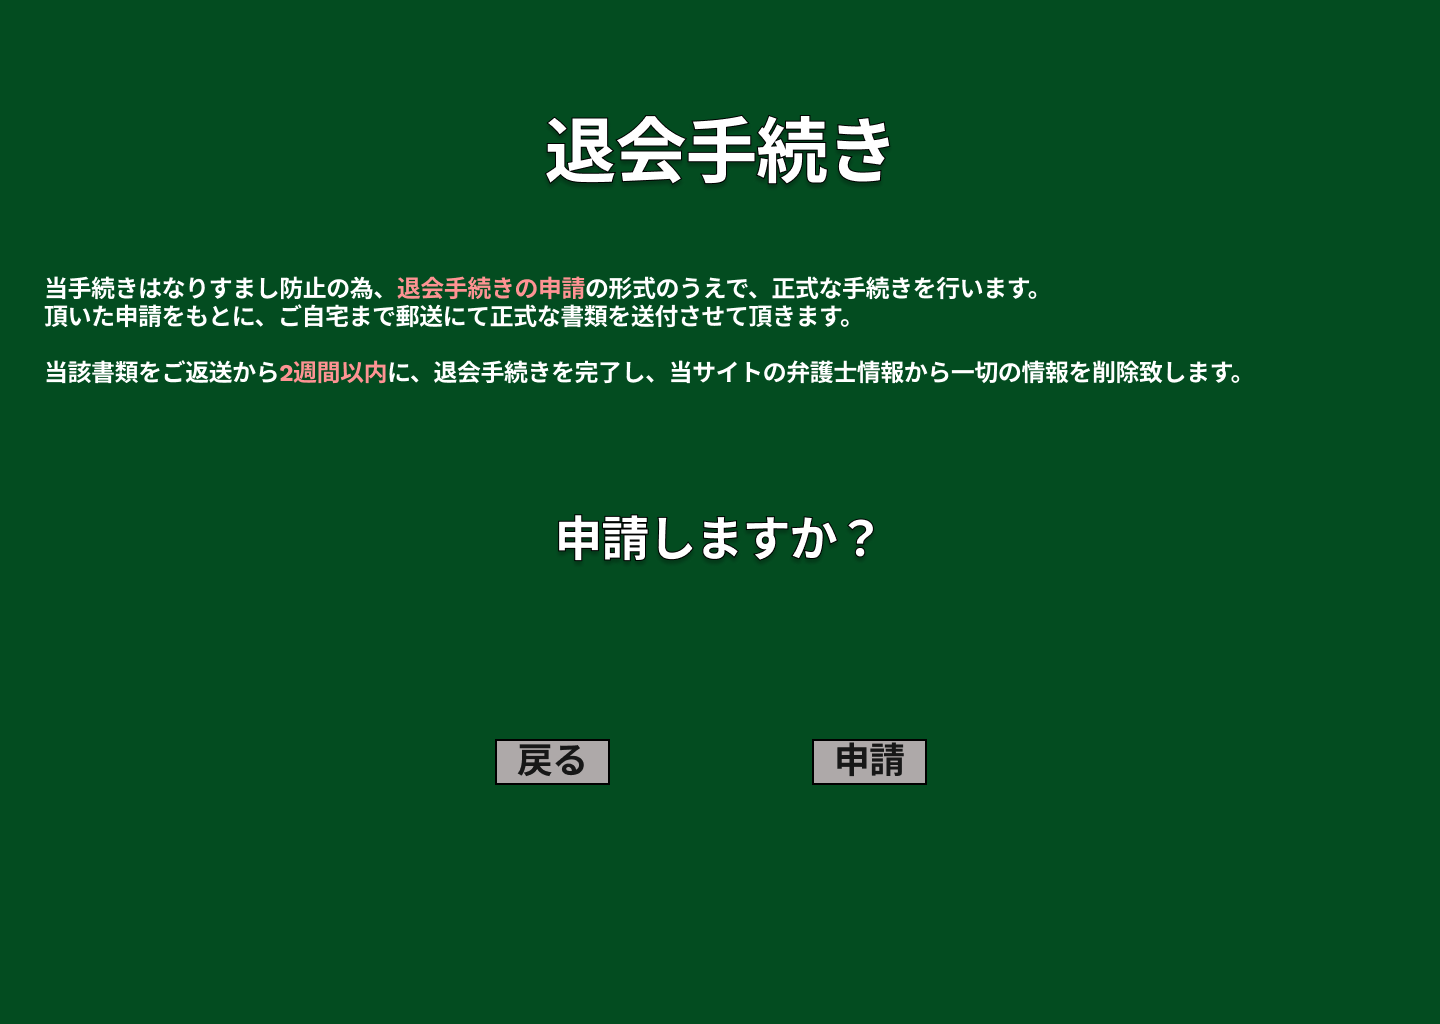 退会手続き
当手続きはなりすまし防止の為、退会手続きの申請の形式のうえで、正式な手続きを行います。
頂いた申請をもとに、ご自宅まで郵送にて正式な書類を送付させて頂きます。
当該書類をご返送から2週間以内に、退会手続きを完了し、当サイトの弁護士情報から一切の情報を削除致します。
申請しますか？
戻る
申請